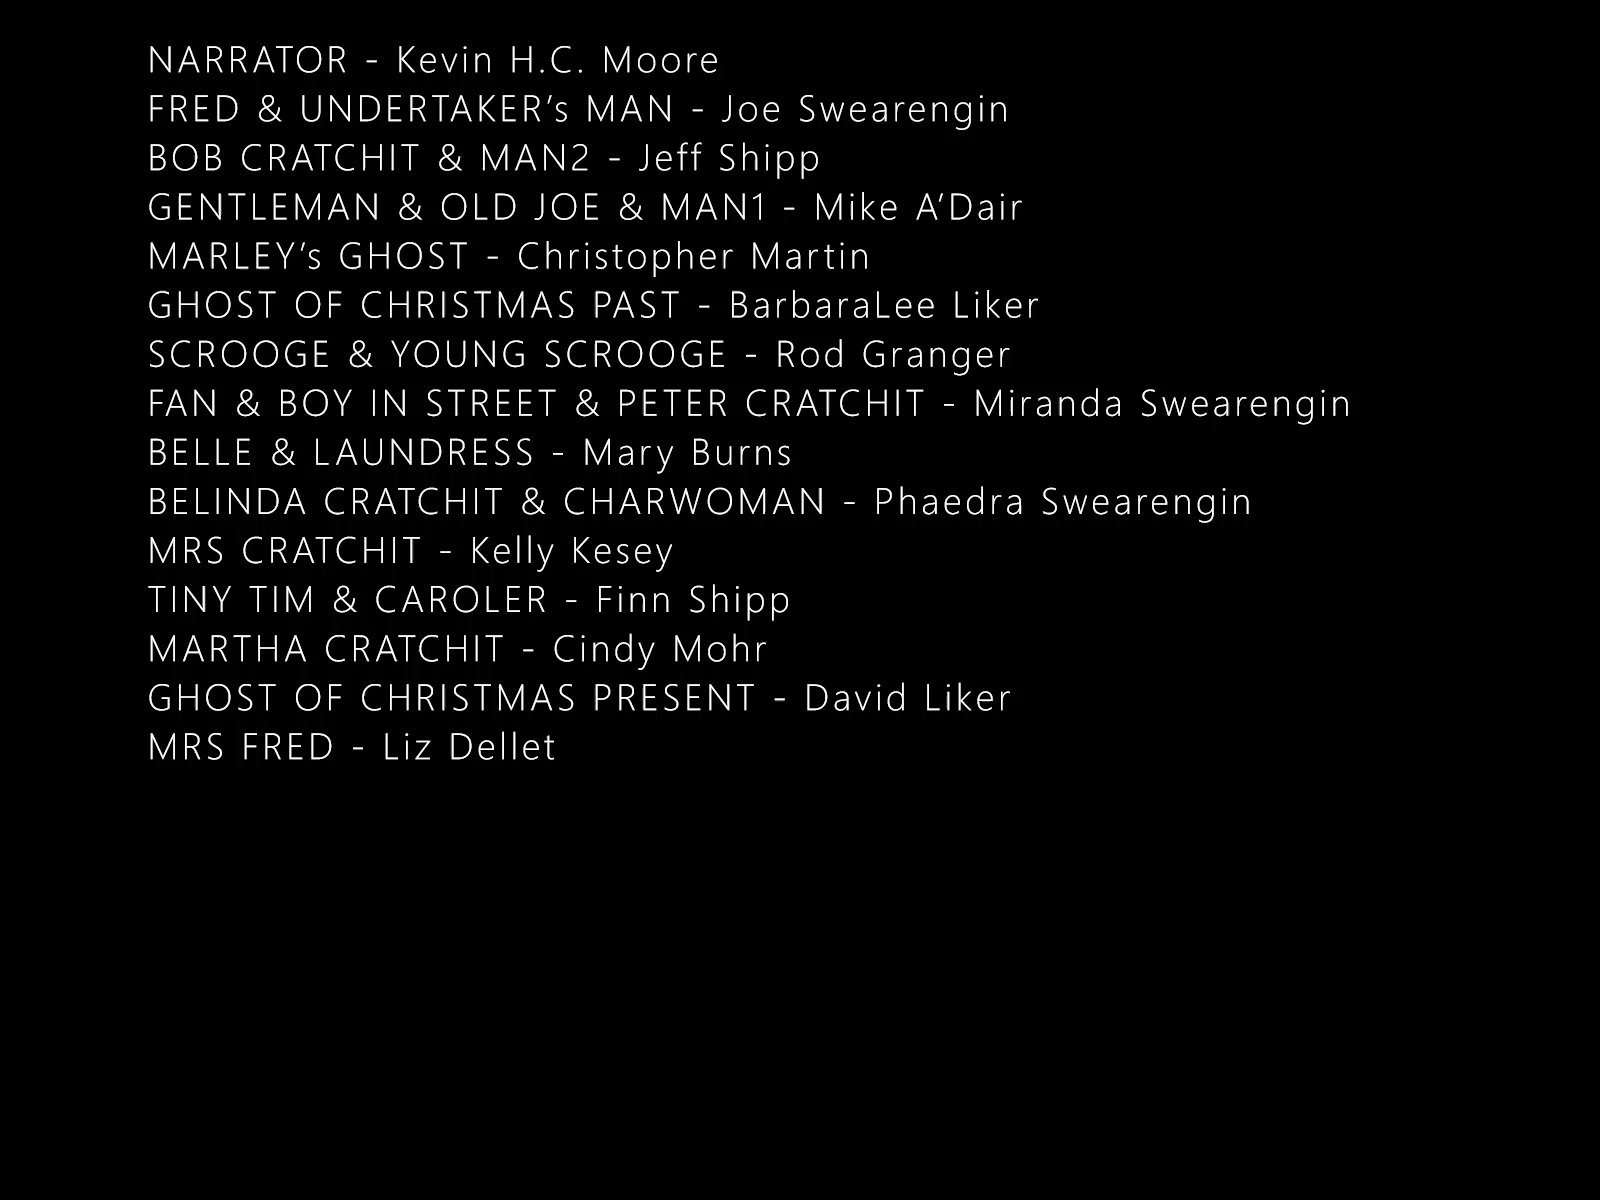 NARRATOR - Kevin H.C. Moore
FRED & UNDERTAKER’s MAN - Joe Swearengin
BOB CRATCHIT & MAN2 - Jeff Shipp
GENTLEMAN & OLD JOE & MAN1 - Mike A‘Dair
MARLEY’s GHOST - Christopher Martin
GHOST OF CHRISTMAS PAST - BarbaraLee Liker
SCROOGE & YOUNG SCROOGE - Rod Granger
FAN & BOY IN STREET & PETER CRATCHIT - Miranda Swearengin
BELLE & LAUNDRESS - Mary Burns
BELINDA CRATCHIT & CHARWOMAN - Phaedra Swearengin
MRS CRATCHIT - Kelly Kesey
TINY TIM & CAROLER - Finn Shipp
MARTHA CRATCHIT - Cindy Mohr
GHOST OF CHRISTMAS PRESENT - David Liker
MRS FRED - Liz Dellet